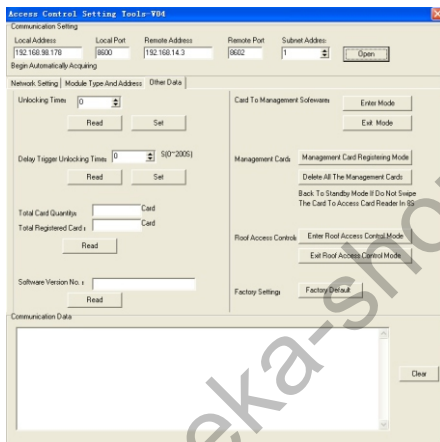 Access Control Setting Tools-V04
Communication Setting
Local Address Local Port Remote Address Remote Port Subnet Addres:
192.168.98.178 8600 192.168.14.3 8602 1 Open
Begin Automatically Acquiring
Network Setting Module Type And Address Other Data
Unlocking Time: 0 Card To Management Sofeware: Enter Mode
Read Set Exit Mode
Delay Trigger Unlocking Time: 0 S(0~200S) Management Card: Management Card Registering Mode
Read Set Delete All The Management Cards
Back To Standby Mode If Do Not Swipe
The Card To Access Card Reader In 8S
Total Card Quantity: Card
Total Registered Card: Card
Read
Roof Access Control: Enter Roof Access Control Mode
Exit Roof Access Control Mode
Software Version No. :
Read
Factory Setting: Factory Default
Communication Data
Clear
eka-sho